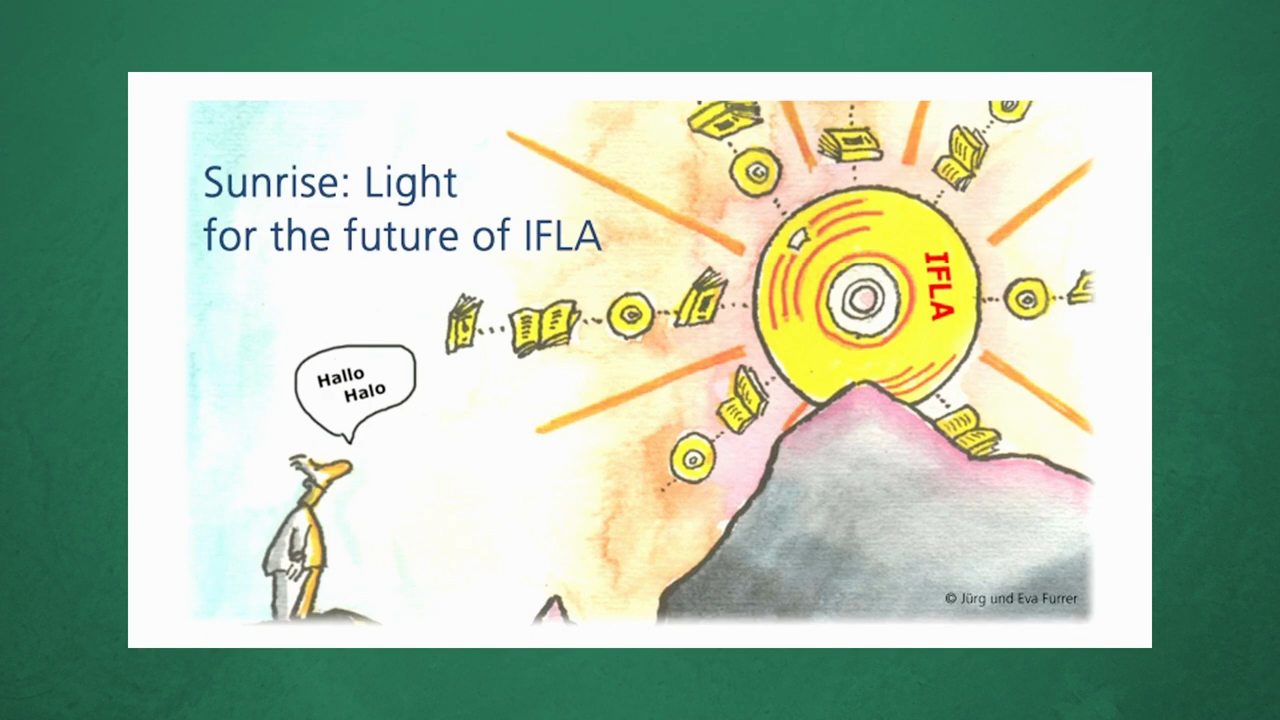 Sunrise: Light
for the future of IFLA
IFLA
Hallo
Halo
© Jürg und Eva Furrer